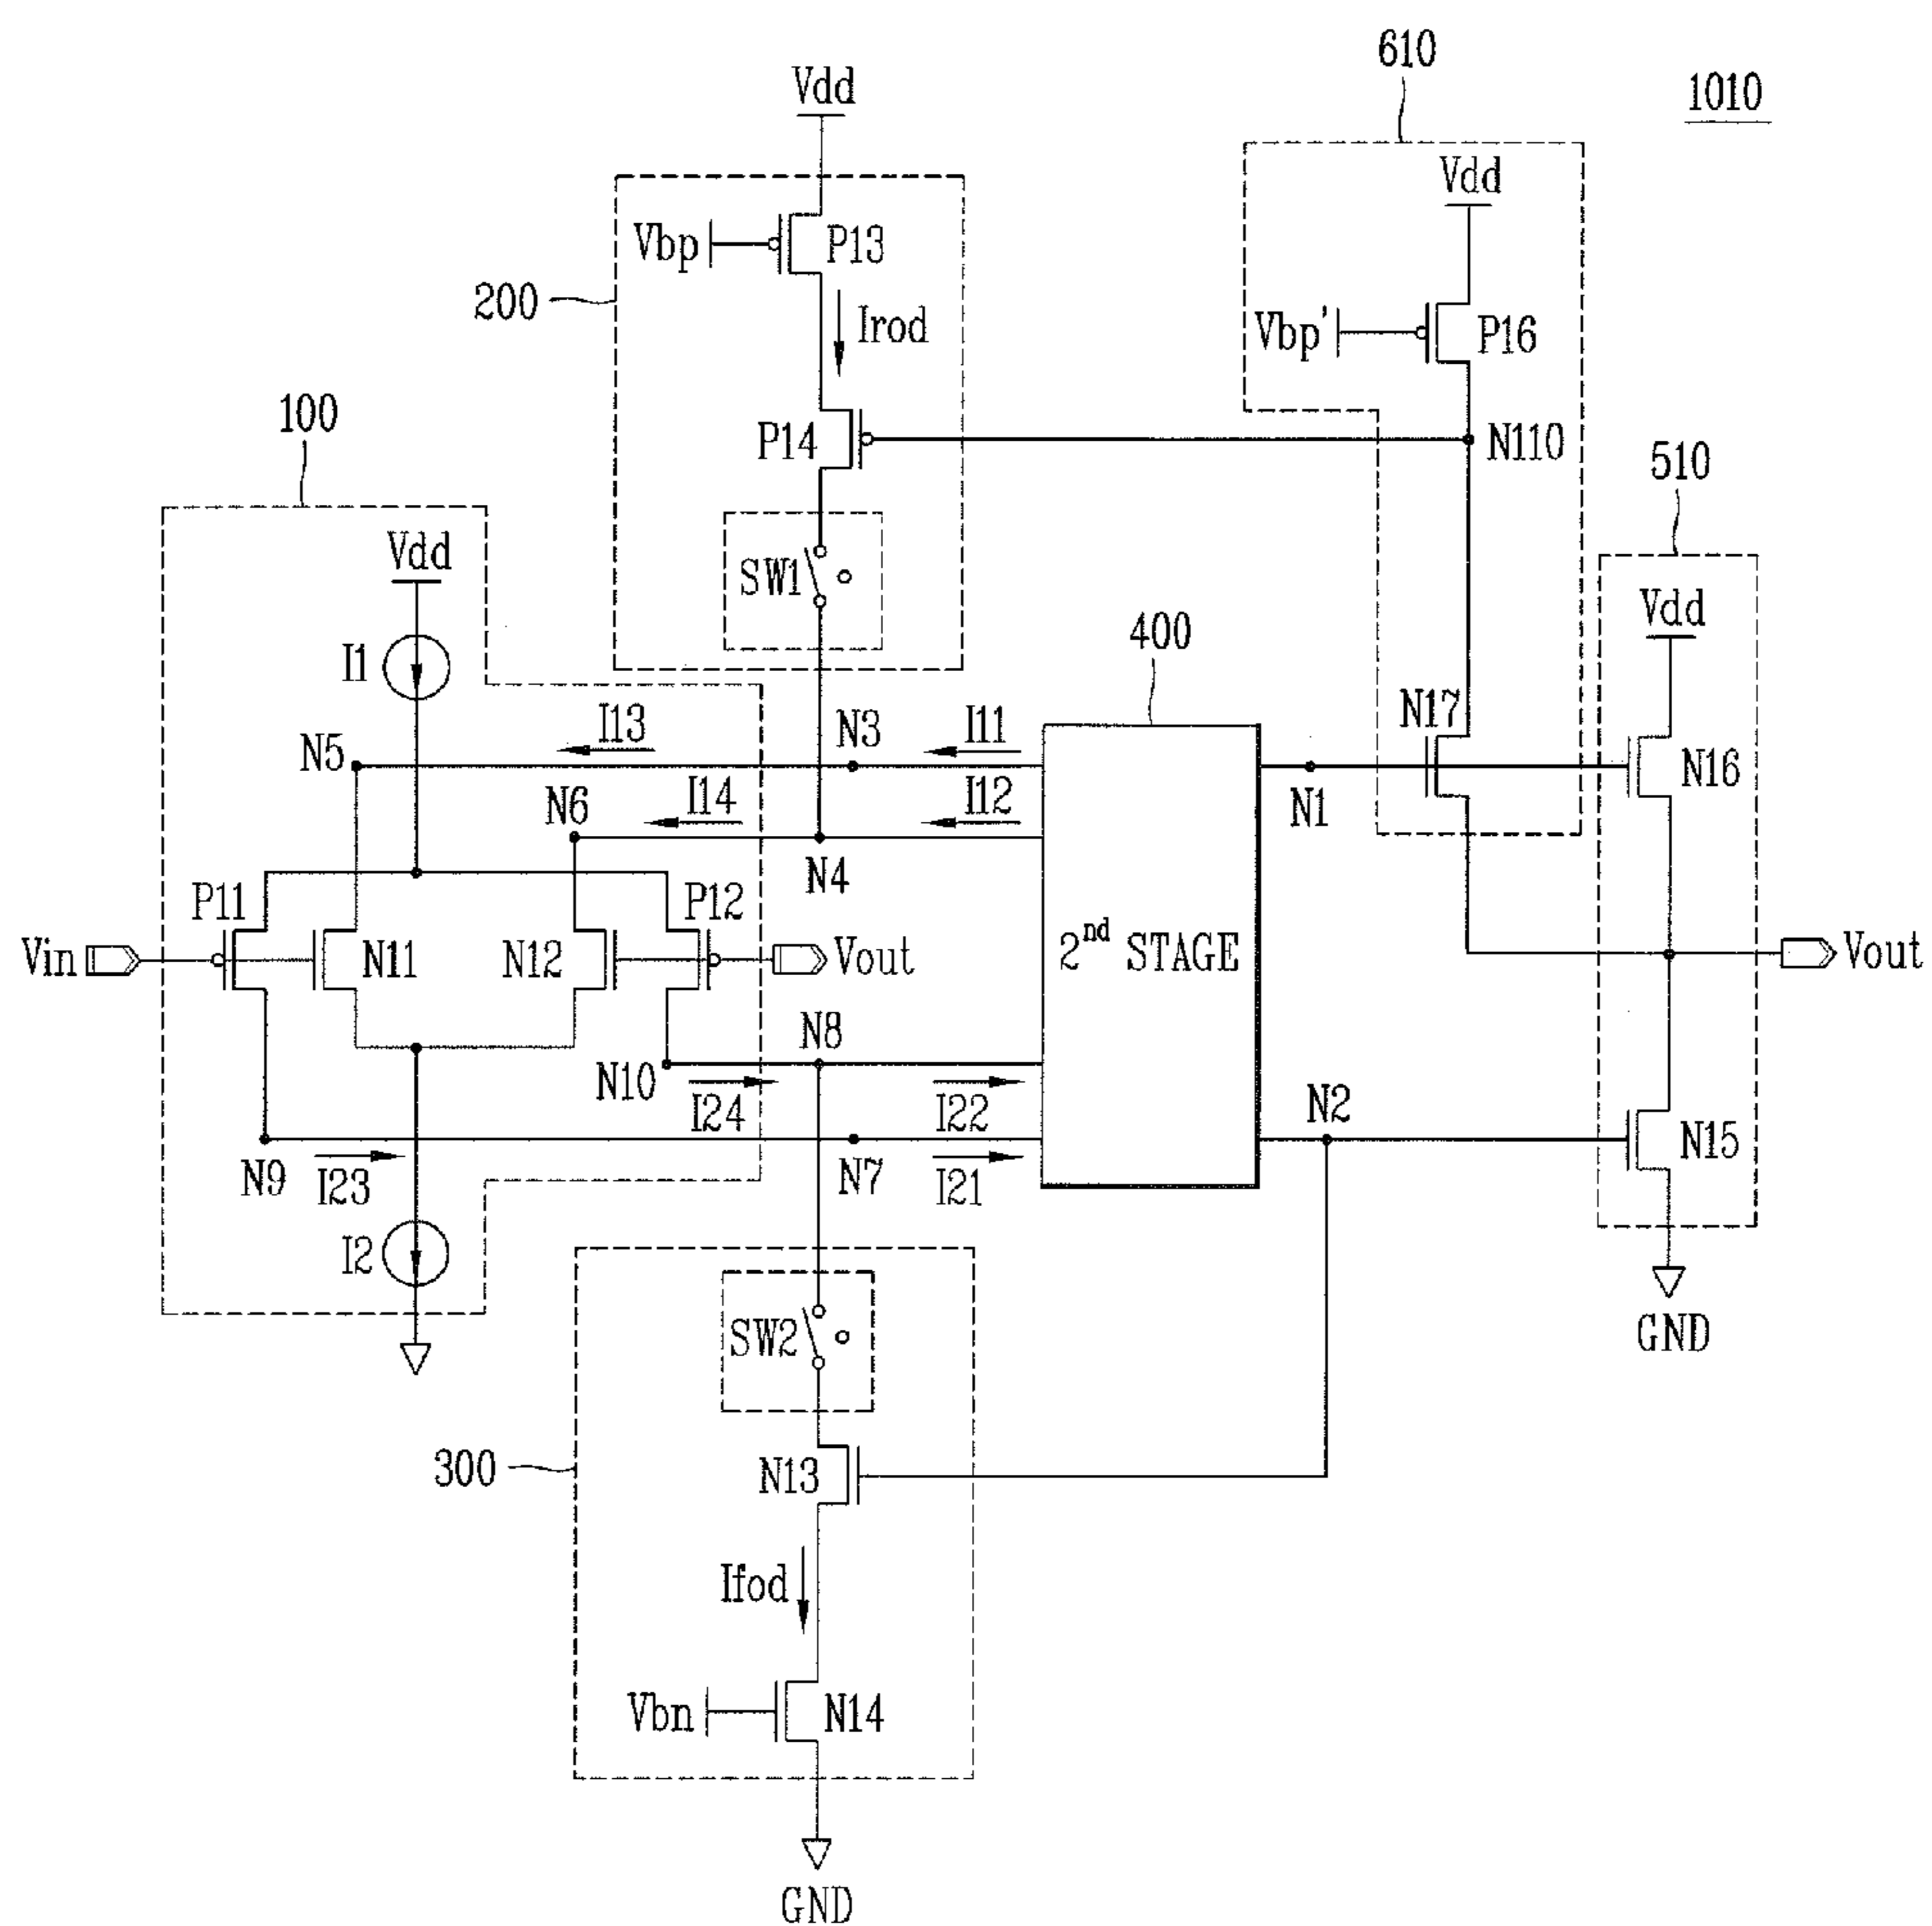 610
1010
Vdd
Vdd
Vbp
P13
200
Irod
Vbp'
P16
100
P14
N110
510
Vdd
SW1
Vdd
400
I1
N17
I13
N3
I11
N5
N16
I14
I12
N6
N1
N4
P11
P12
2nd STAGE
Vin
N11
N12
Vout
Vout
N8
N10
N2
I24
I22
N15
N9
I23
N7
I21
I2
SW2
GND
300
N13
Ifod
Vbn
N14
GND